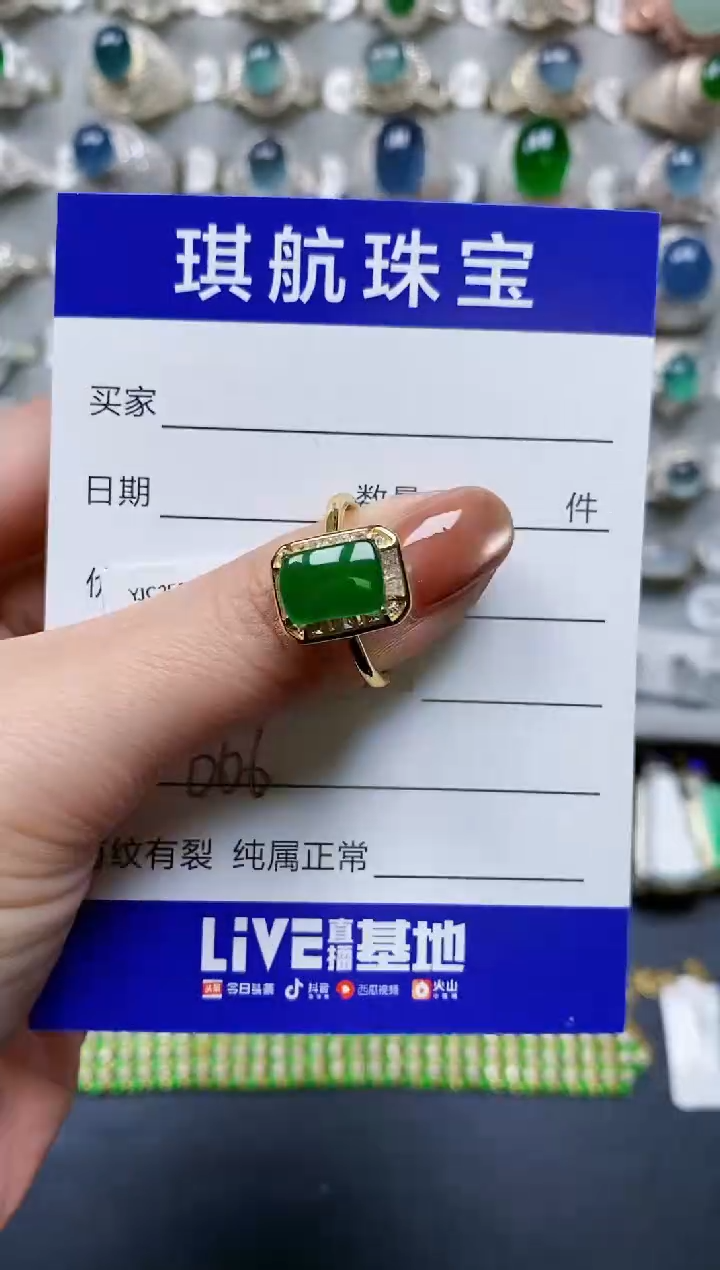 琪航珠宝
买家
日期 件
006
纹有裂 纯属正常
LiVE直播基地
今日头条 抖音 西瓜视频 火山